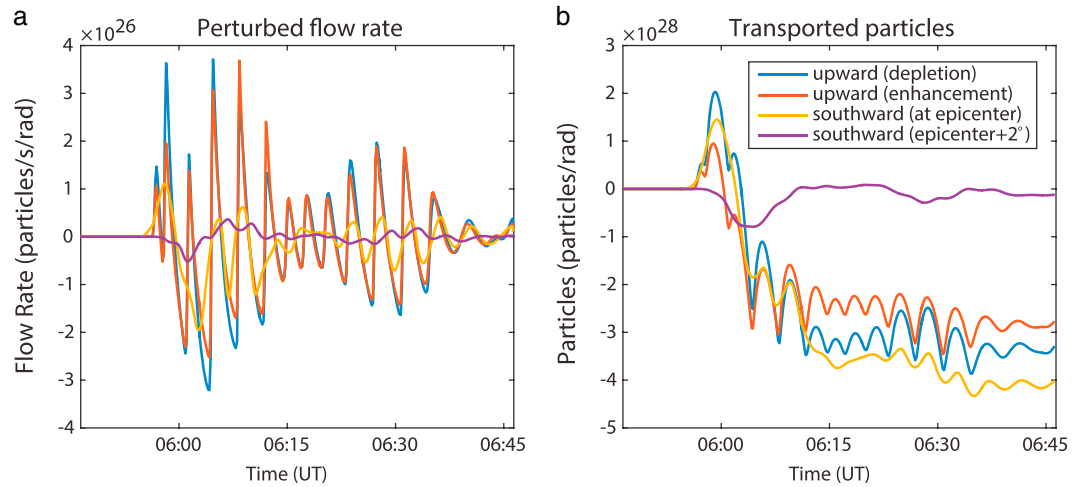 a
Perturbed flow rate
×10^26
4
3
2
1
0
-1
-2
-3
-4
Flow Rate (particles/s/rad)
06:00
06:15
06:30
06:45
Time (UT)
b
Transported particles
×10^28
3
2
1
0
-1
-2
-3
-4
-5
Particles (particles/rad)
upward (depletion)
upward (enhancement)
southward (at epicenter)
southward (epicenter+2°)
06:00
06:15
06:30
06:45
Time (UT)